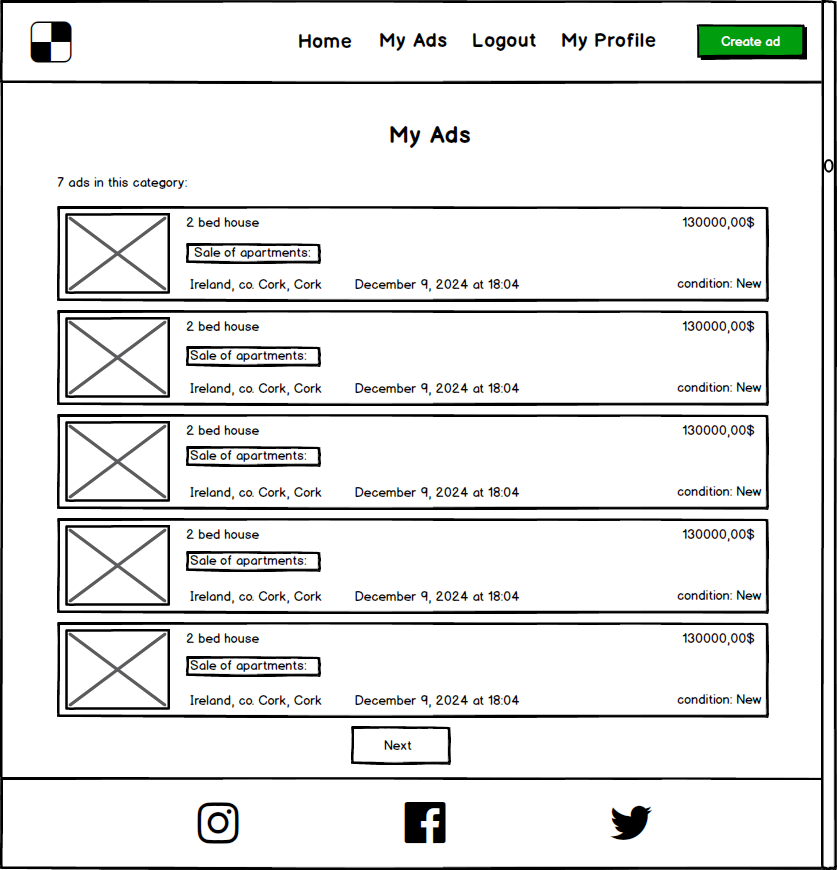 Home My Ads Logout My Profile Create ad
My Ads
7 ads in this category:
2 bed house 130000,00$
Sale of apartments:
Ireland, co. Cork, Cork December 9, 2024 at 18:04 condition: New
2 bed house 130000,00$
Sale of apartments:
Ireland, co. Cork, Cork December 9, 2024 at 18:04 condition: New
2 bed house 130000,00$
Sale of apartments:
Ireland, co. Cork, Cork December 9, 2024 at 18:04 condition: New
2 bed house 130000,00$
Sale of apartments:
Ireland, co. Cork, Cork December 9, 2024 at 18:04 condition: New
2 bed house 130000,00$
Sale of apartments:
Ireland, co. Cork, Cork December 9, 2024 at 18:04 condition: New
Next